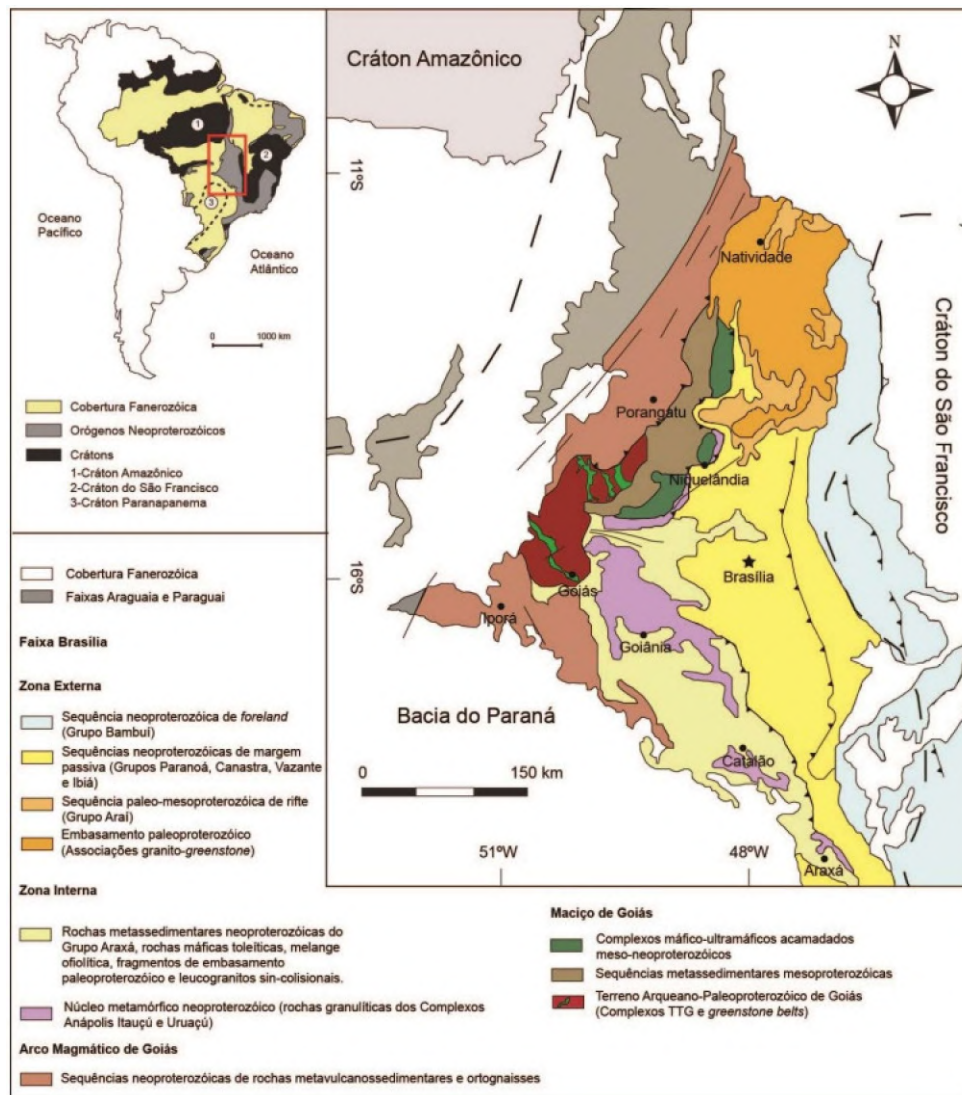 Cráton Amazônico
N
11ºS
Oceano
Pacífico
Oceano
Atlântico
1
2
3
0 1000 km
Cobertura Fanerozóica
Orógenos Neoproterozóicos
Crátons
1-Cráton Amazônico
2-Cráton do São Francisco
3-Cráton Paranapanema
Natividade
Cráton do São Francisco
Porangatu
Niquelândia
16ºS
Brasília
Goiás
Iporá
Goiânia
Bacia do Paraná
Catalão
0 150 km
51ºW
48ºW
Araxá
Cobertura Fanerozóica
Faixas Araguaia e Paraguai
Faixa Brasília
Zona Externa
Sequência neoproterozóica de foreland
(Grupo Bambuí)
Sequências neoproterozóicas de margem
passiva (Grupos Paranoá, Canastra, Vazante
e Ibiá)
Sequência paleo-mesoproterozóica de rifte
(Grupo Araí)
Embasamento paleoproterozóico
(Associações granito-greenstone)
Zona Interna
Rochas metassedimentares neoproterozóicas do
Grupo Araxá, rochas máficas toleíticas, melange
ofiolítica, fragmentos de embasamento
paleoproterozóico e leucogranitos sin-colisionais.
Núcleo metamórfico neoproterozóico (rochas granulíticas dos Complexos
Anápolis Itauçú e Uruaçú)
Arco Magmático de Goiás
Sequências neoproterozóicas de rochas metavulcanossedimentares e ortognaisses
Maciço de Goiás
Complexos máfico-ultramáficos acamadados
meso-neoproterozóicos
Sequências metassedimentares mesoproterozóicas
Terreno Arqueano-Paleoproterozóico de Goiás
(Complexos TTG e greenstone belts)